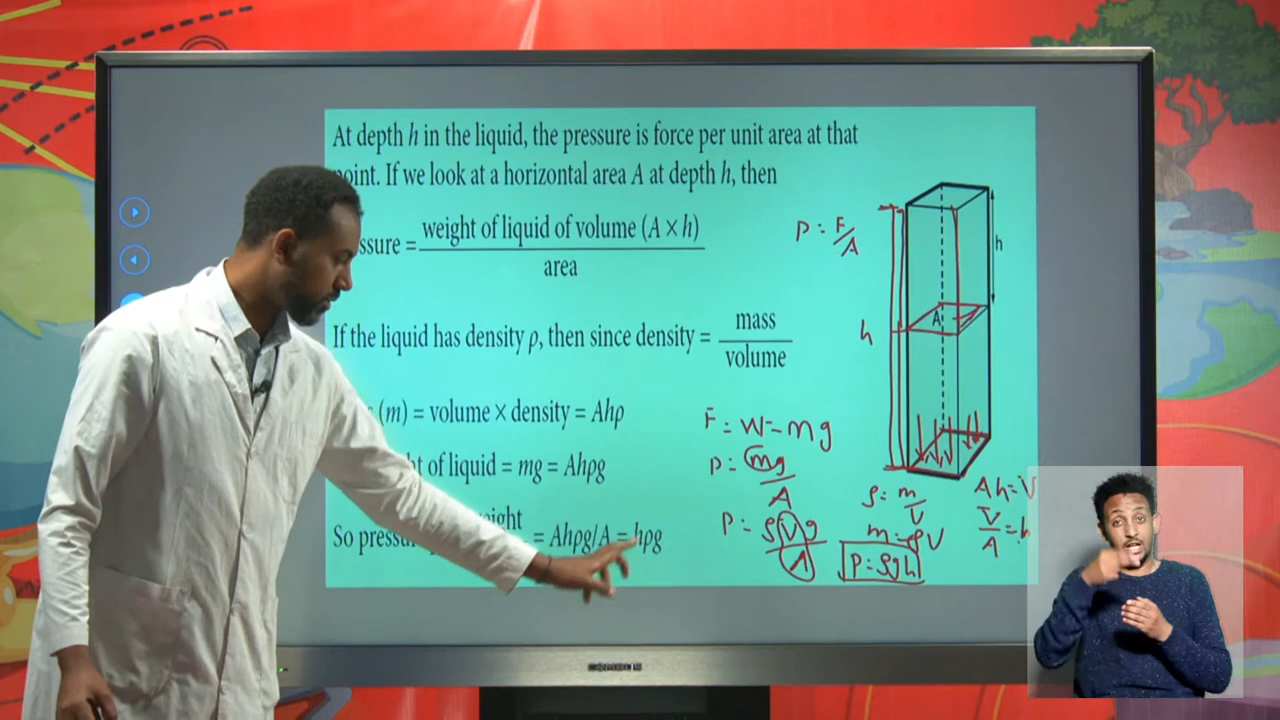 At depth h in the liquid, the pressure is force per unit area at that
point. If we look at a horizontal area A at depth h, then
ssure = weight of liquid of volume (A × h)
area
P = F/A
h
A
h
If the liquid has density ρ, then since density = mass
volume
(m) = volume × density = Ahρ
F = W = mg
t of liquid = mg = Ahρg
P = mg
A
ρ = m
V
m = ρV
Ah = V
V
A = h
P = ρVg
A
P = ρgh
So pressu
ight
= Ahρg/A = hρg